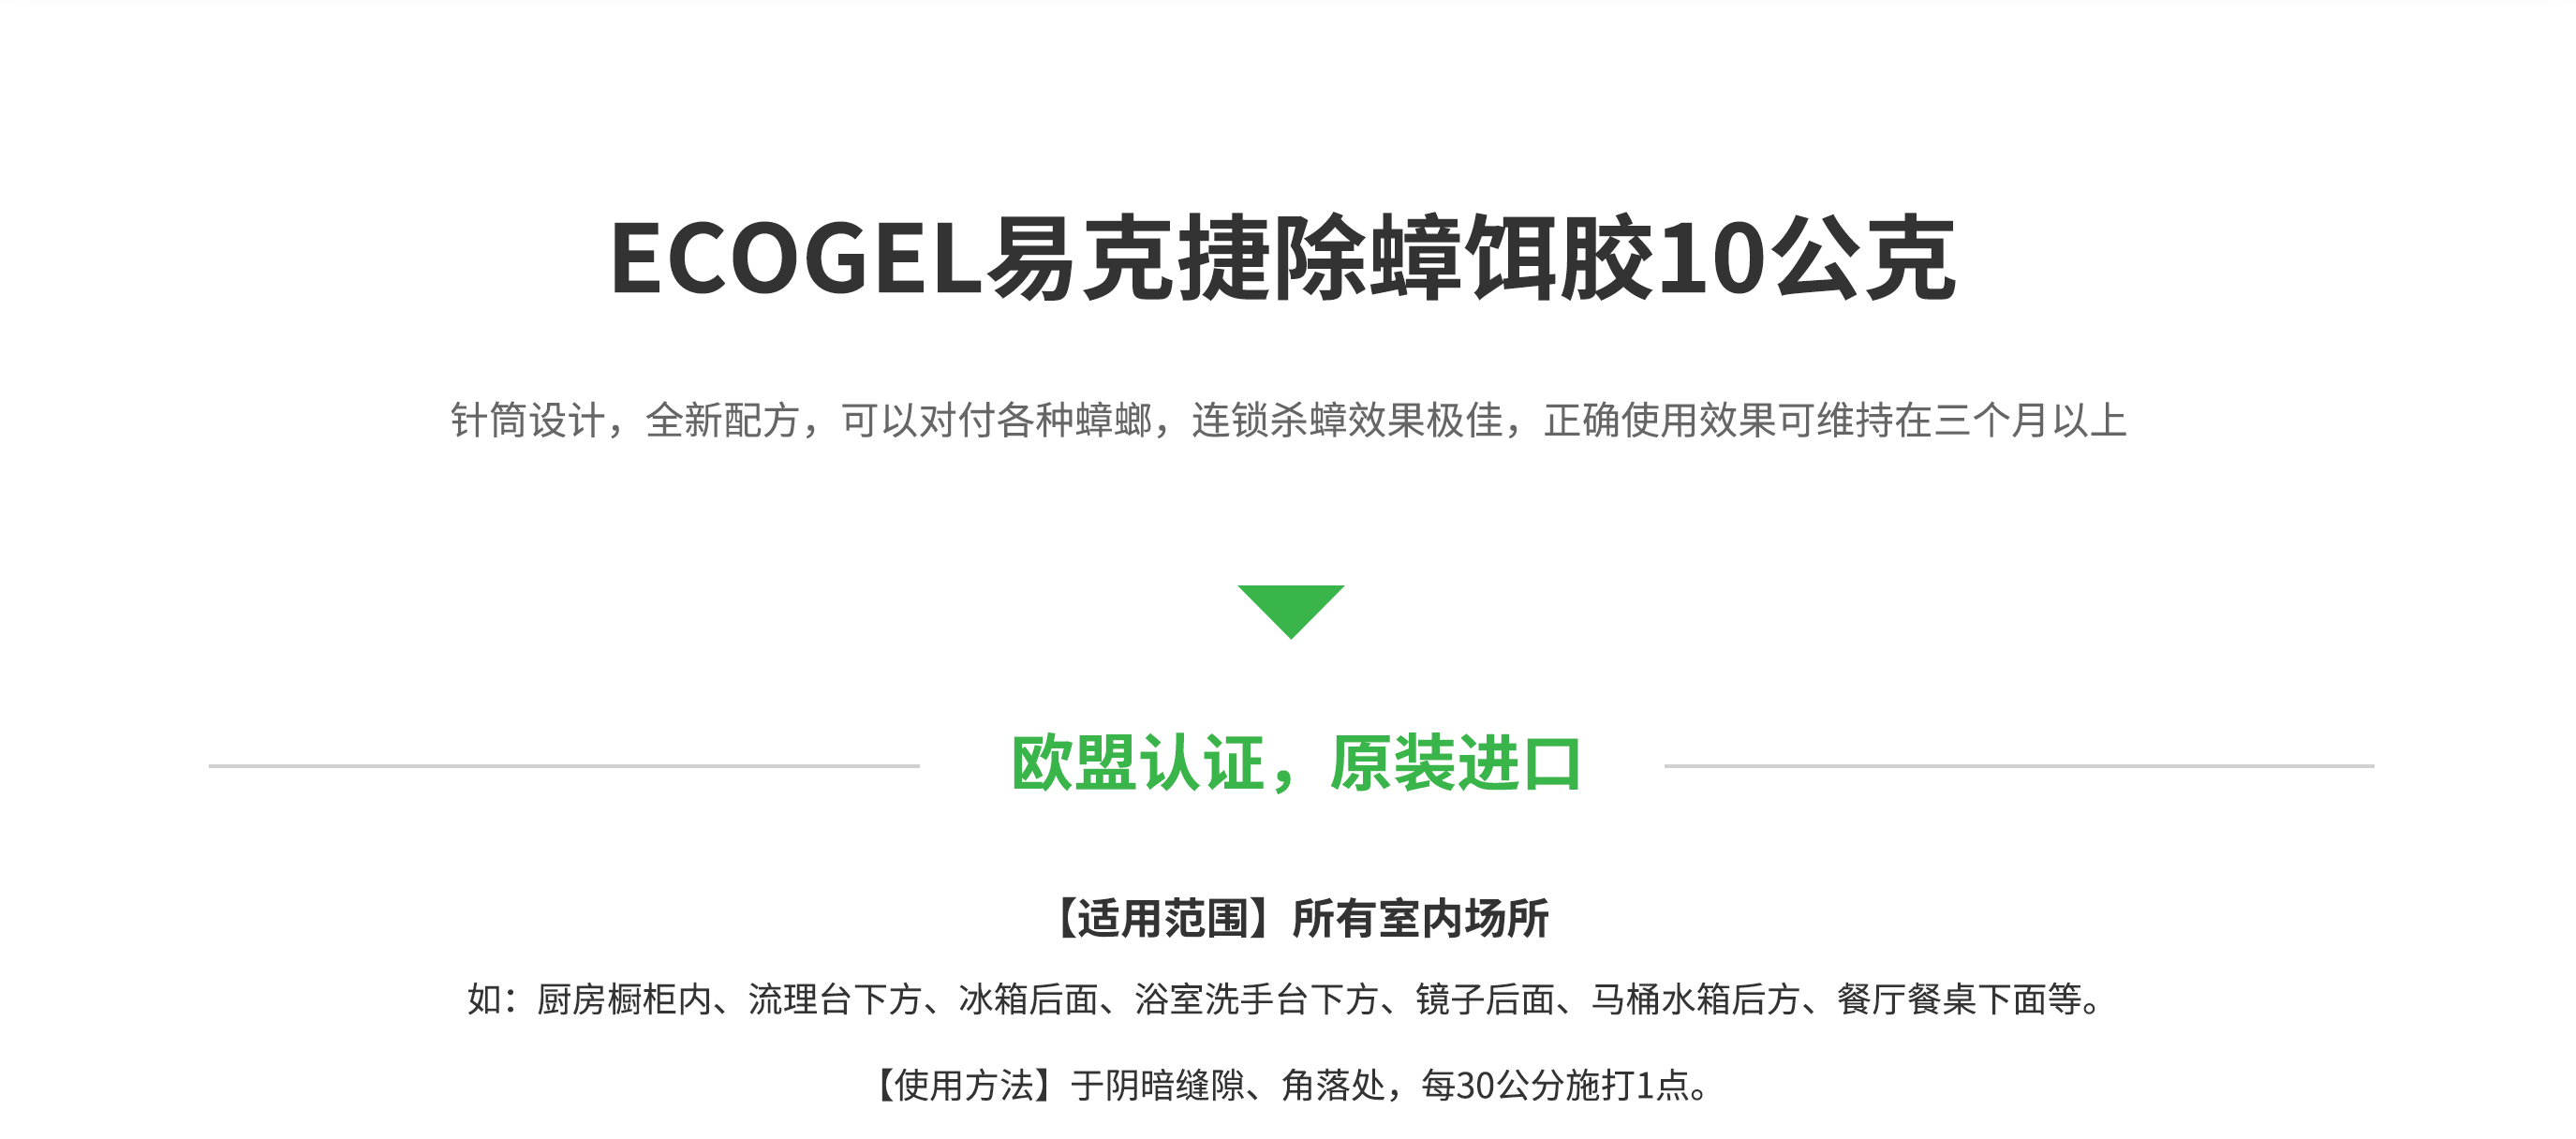 ECOGEL易克捷除蟑饵胶10公克
针筒设计，全新配方，可以对付各种蟑螂，连锁杀蟑效果极佳，正确使用效果可维持在三个月以上
欧盟认证，原装进口
【适用范围】所有室内场所
如：厨房橱柜内、流理台下方、冰箱后面、浴室洗手台下方、镜子后面、马桶水箱后方、餐厅餐桌下面等。
【使用方法】于阴暗缝隙、角落处，每30公分施打1点。